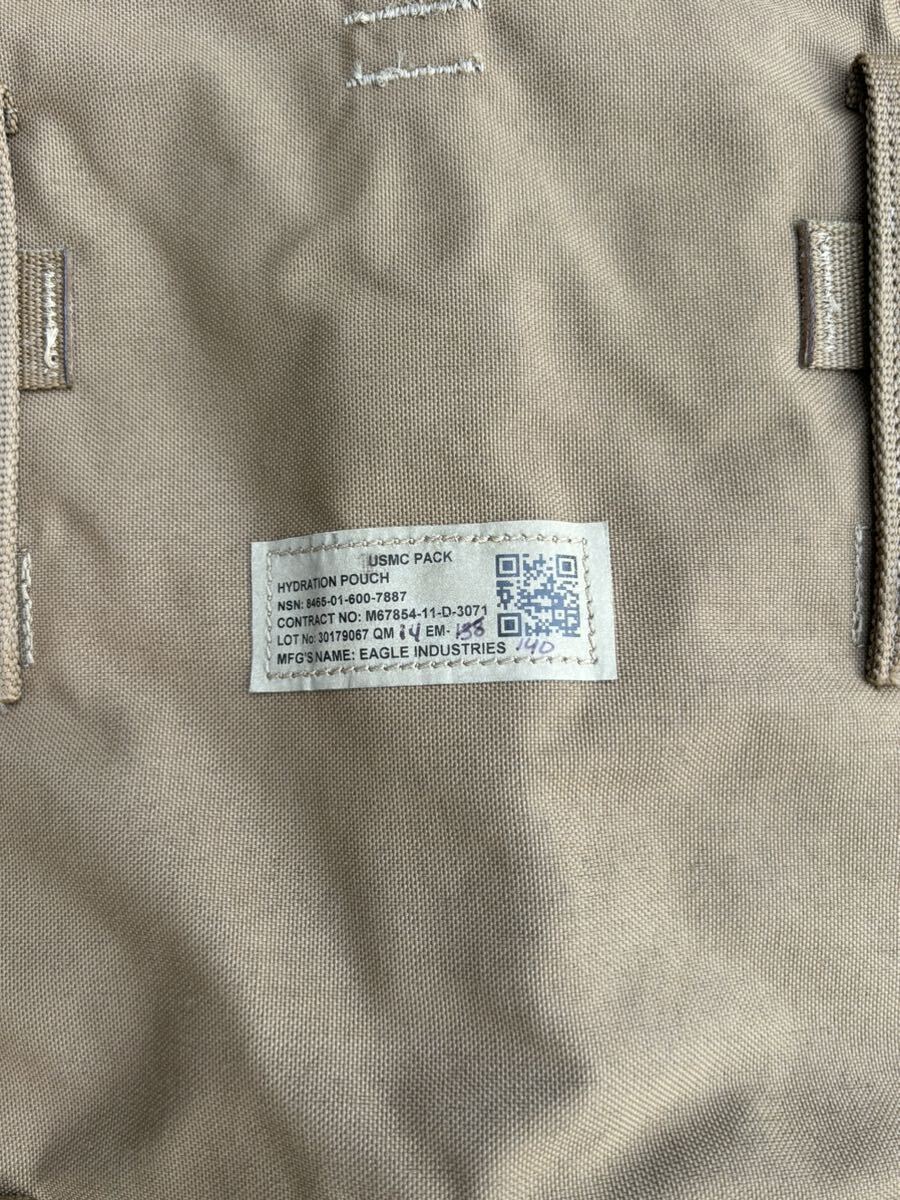 USMC PACK
HYDRATION POUCH
NSN: 8465-01-600-7887
CONTRACT NO: M67854-11-D-3071
LOT No: 30179067 QM 14 EM- 138
140
MFG'S NAME: EAGLE INDUSTRIES